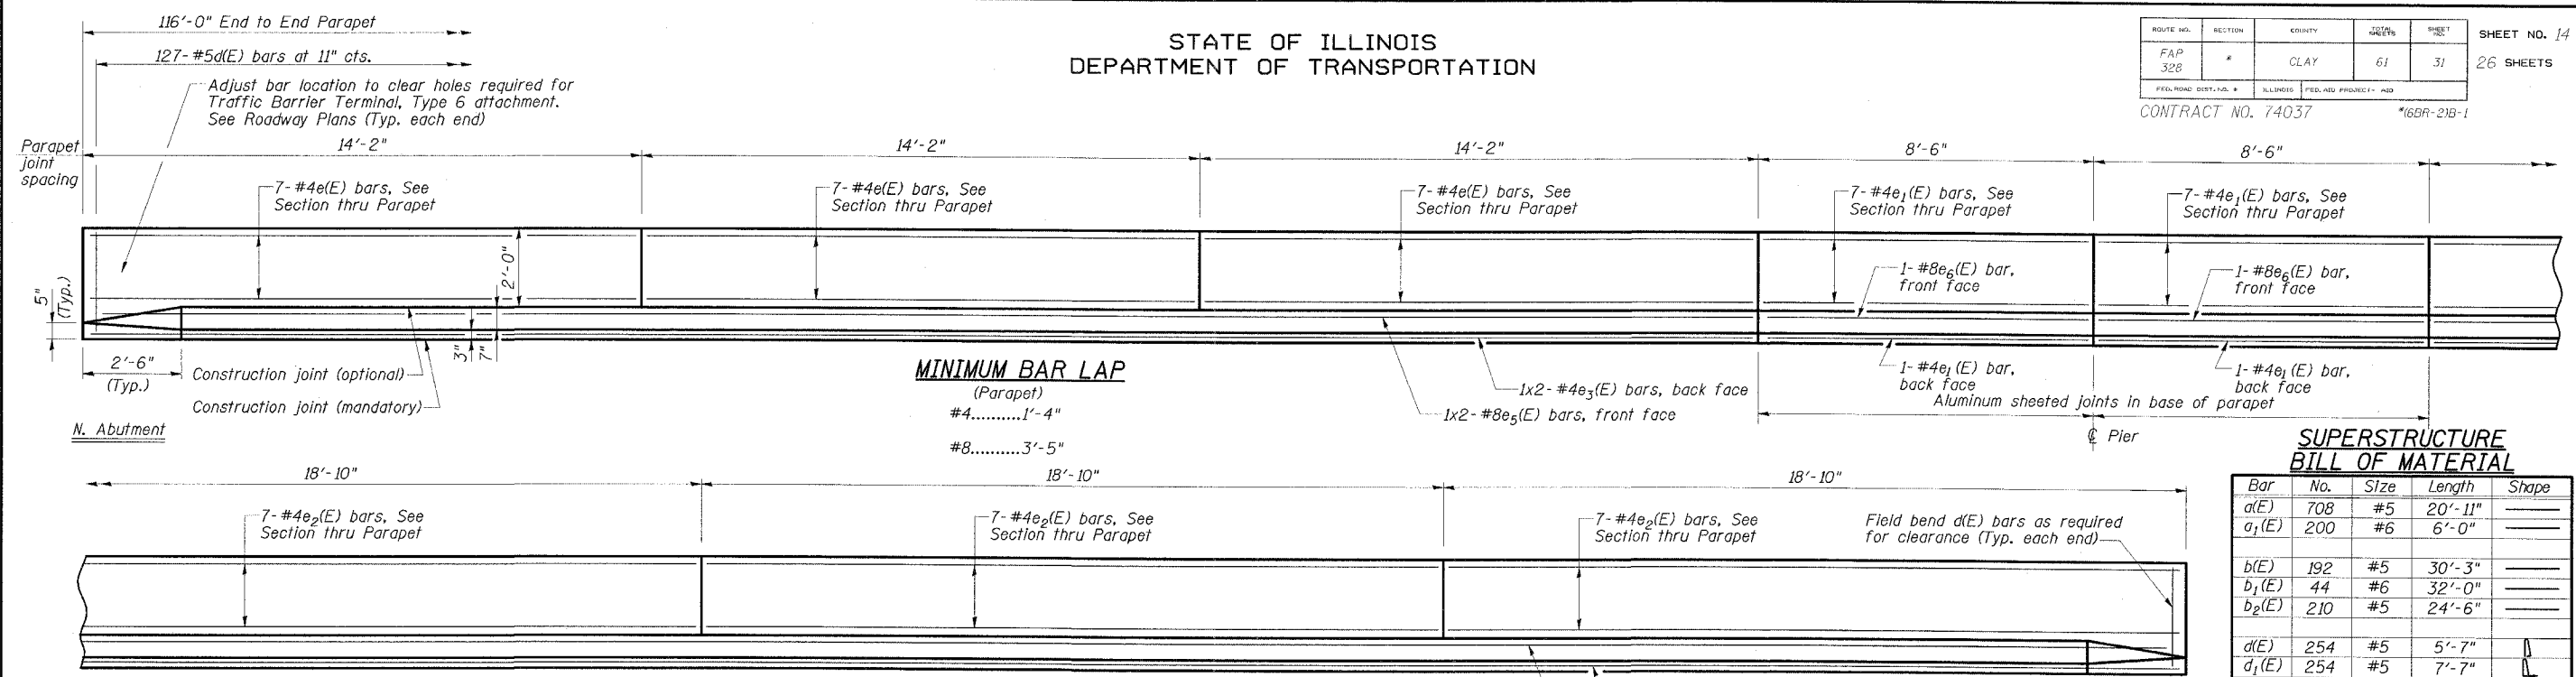 116'-0" End to End Parapet
127- #5d(E) bars at 11" cts.
Adjust bar location to clear holes required for
Traffic Barrier Terminal, Type 6 attachment.
See Roadway Plans (Typ. each end)
STATE OF ILLINOIS
DEPARTMENT OF TRANSPORTATION
ROUTE NO. SECTION COUNTY TOTAL SHEETS SHEET NO.
FAP 328 * CLAY 61 31
FED. ROAD DIST. NO. ILLINOIS FED. AID PROJECT-
SHEET NO. 14
26 SHEETS
CONTRACT NO. 74037
*(6BR-2)B-1
Parapet
joint
spacing
14'-2" 14'-2" 14'-2" 8'-6" 8'-6"
7- #4e(E) bars, See
Section thru Parapet
7- #4e(E) bars, See
Section thru Parapet
7- #4e(E) bars, See
Section thru Parapet
7- #4e₁(E) bars, See
Section thru Parapet
7- #4e₁(E) bars, See
Section thru Parapet
2'-0"
5"
(Typ.)
1- #8e₆(E) bar,
front face
1- #8e₆(E) bar,
front face
3"
7"
2'-6"
(Typ.)
Construction joint (optional)
Construction joint (mandatory)
N. Abutment
MINIMUM BAR LAP
(Parapet)
#4..........1'-4"
#8..........3'-5"
1x2- #4e₃(E) bars, back face
1x2- #8e₅(E) bars, front face
1- #4e₁(E) bar,
back face
1- #4e₁(E) bar,
back face
Aluminum sheeted joints in base of parapet
℄ Pier
18'-10" 18'-10" 18'-10"
7- #4e₂(E) bars, See
Section thru Parapet
7- #4e₂(E) bars, See
Section thru Parapet
7- #4e₂(E) bars, See
Section thru Parapet
Field bend d(E) bars as required
for clearance (Typ. each end)
SUPERSTRUCTURE
BILL OF MATERIAL
Bar No. Size Length Shape
a(E) 708 #5 20'-11"
a₁(E) 200 #6 6'-0"
b(E) 192 #5 30'-3"
b₁(E) 44 #6 32'-0"
b₂(E) 210 #5 24'-6"
d(E) 254 #5 5'-7"
d₁(E) 254 #5 7'-7"